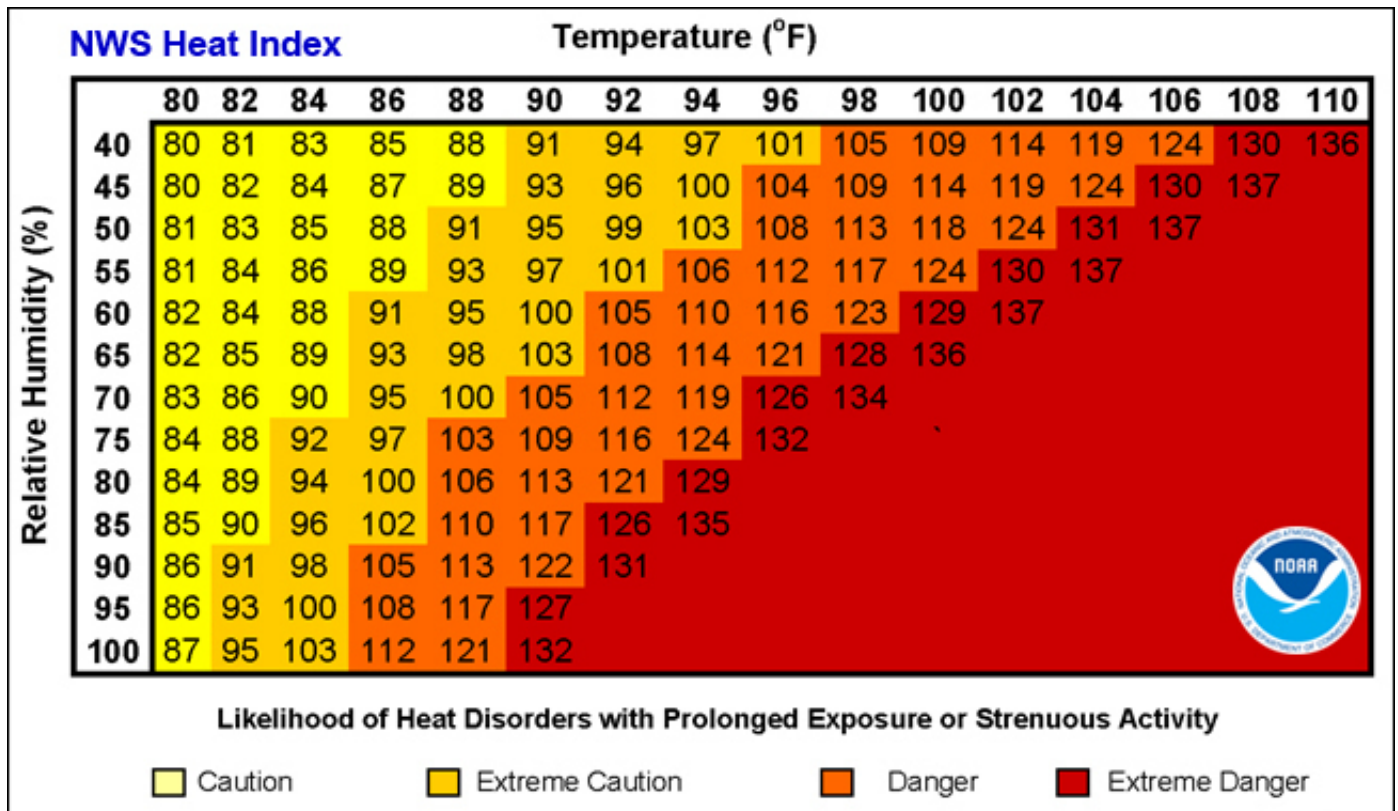 NWS Heat Index
Temperature (°F)
80 82 84 86 88 90 92 94 96 98 100 102 104 106 108 110
Relative Humidity (%)
40 80 81 83 85 88 91 94 97 101 105 109 114 119 124 130 136
45 80 82 84 87 89 93 96 100 104 109 114 119 124 130 137
50 81 83 85 88 91 95 99 103 108 113 118 124 131 137
55 81 84 86 89 93 97 101 106 112 117 124 130 137
60 82 84 88 91 95 100 105 110 116 123 129 137
65 82 85 89 93 98 103 108 114 121 128 136
70 83 86 90 95 100 105 112 119 126 134
75 84 88 92 97 103 109 116 124 132
80 84 89 94 100 106 113 121 129
85 85 90 96 102 110 117 126 135
90 86 91 98 105 113 122 131
95 86 93 100 108 117 127
100 87 95 103 112 121 132
NATIONAL OCEANIC AND ATMOSPHERIC ADMINISTRATION
NOAA
U.S. DEPARTMENT OF COMMERCE
Likelihood of Heat Disorders with Prolonged Exposure or Strenuous Activity
Caution Extreme Caution Danger Extreme Danger